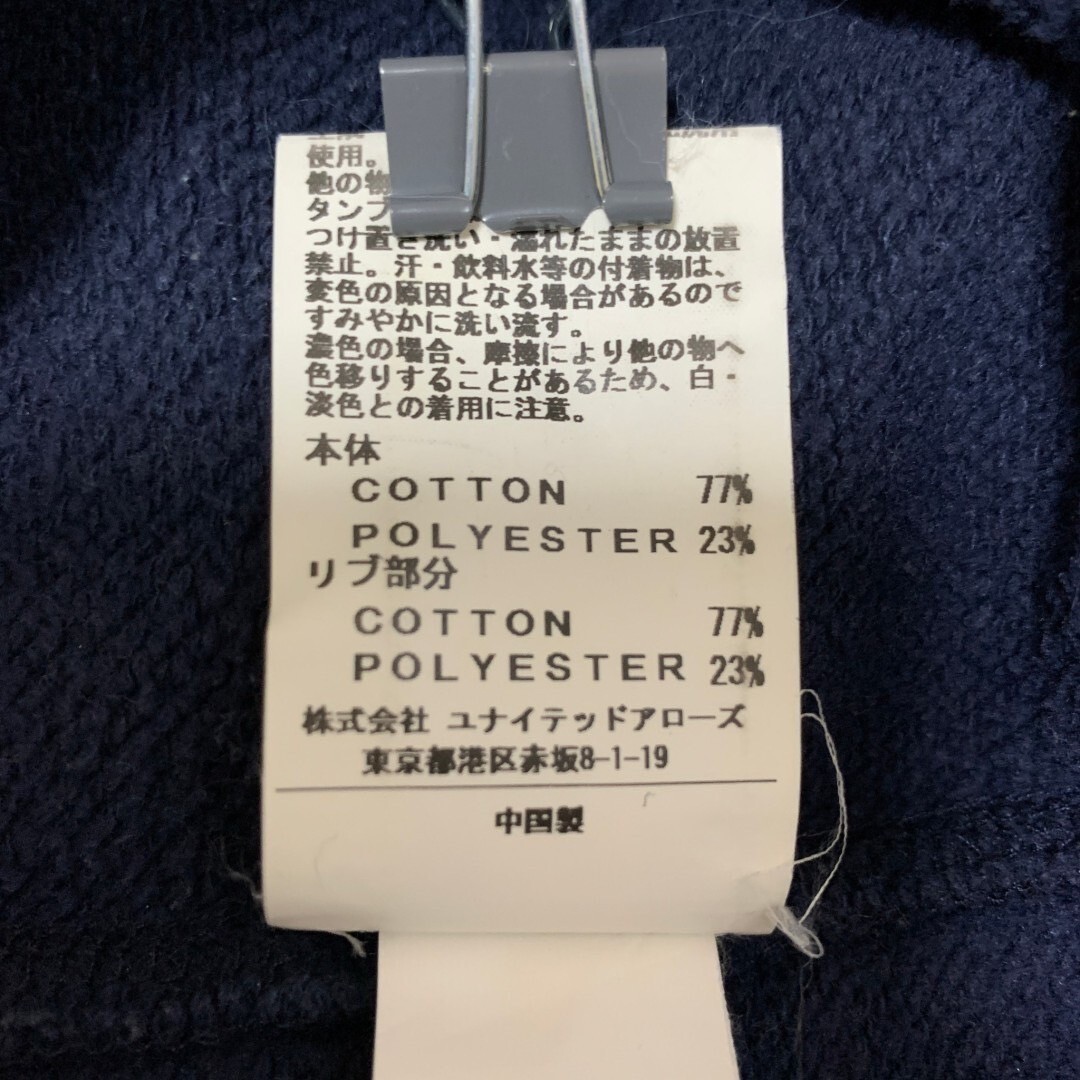 使用。
他の物
タンブ
つけ置き洗い・濡れたままの放置
禁止。汗・飲料水等の付着物は、
変色の原因となる場合があるので
すみやかに洗い流す。
濃色の場合、摩擦により他の物へ
色移りすることがあるため、白・
淡色との着用に注意。
本体
COTTON 77%
POLYESTER 23%
リブ部分
COTTON 77%
POLYESTER 23%
株式会社 ユナイテッドアローズ
東京都港区赤坂8-1-19
中国製